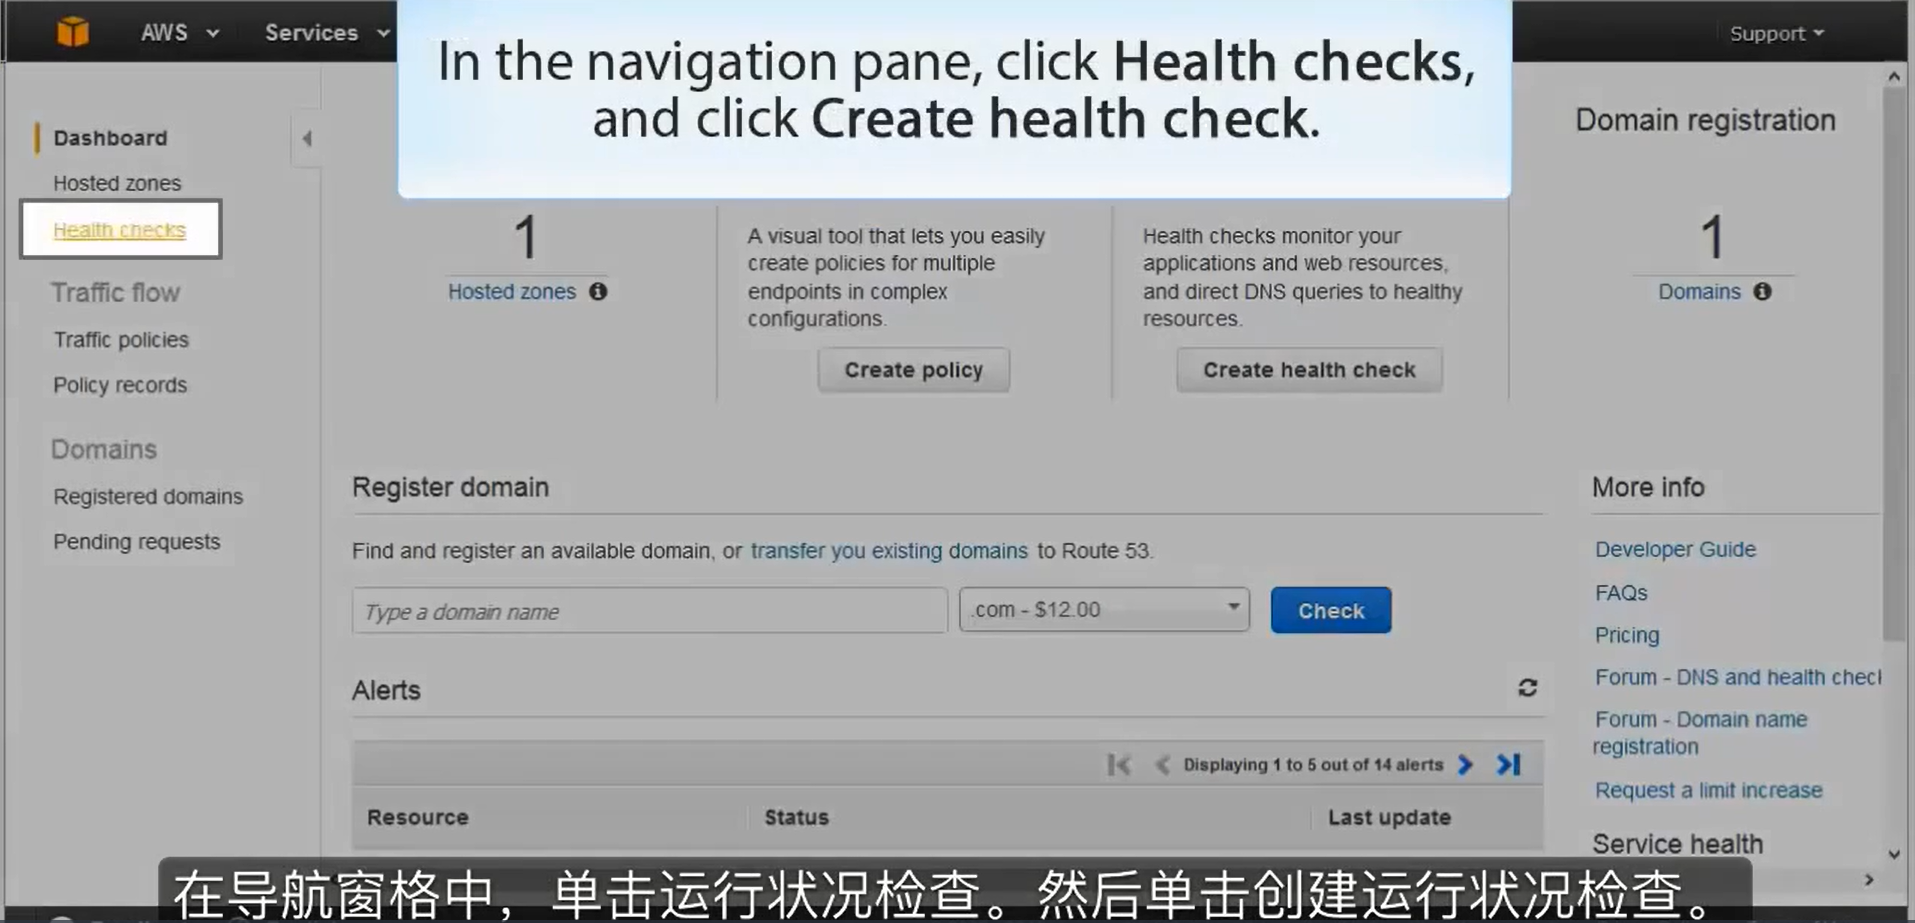 AWS
Services
Support
In the navigation pane, click Health checks,
and click Create health check.
Dashboard
Hosted zones
Health checks
Traffic flow
Traffic policies
Policy records
Domains
Registered domains
Pending requests
1
Hosted zones
A visual tool that lets you easily
create policies for multiple
endpoints in complex
configurations.
Create policy
Health checks monitor your
applications and web resources,
and direct DNS queries to healthy
resources.
Create health check
Domain registration
1
Domains
Register domain
Find and register an available domain, or transfer you existing domains to Route 53.
Type a domain name
.com - $12.00
Check
Alerts
Displaying 1 to 5 out of 14 alerts
Resource
Status
Last update
More info
Developer Guide
FAQs
Pricing
Forum - DNS and health check
Forum - Domain name
registration
Request a limit increase
Service health
在导航窗格中，单击运行状况检查。然后单击创建运行状况检查。